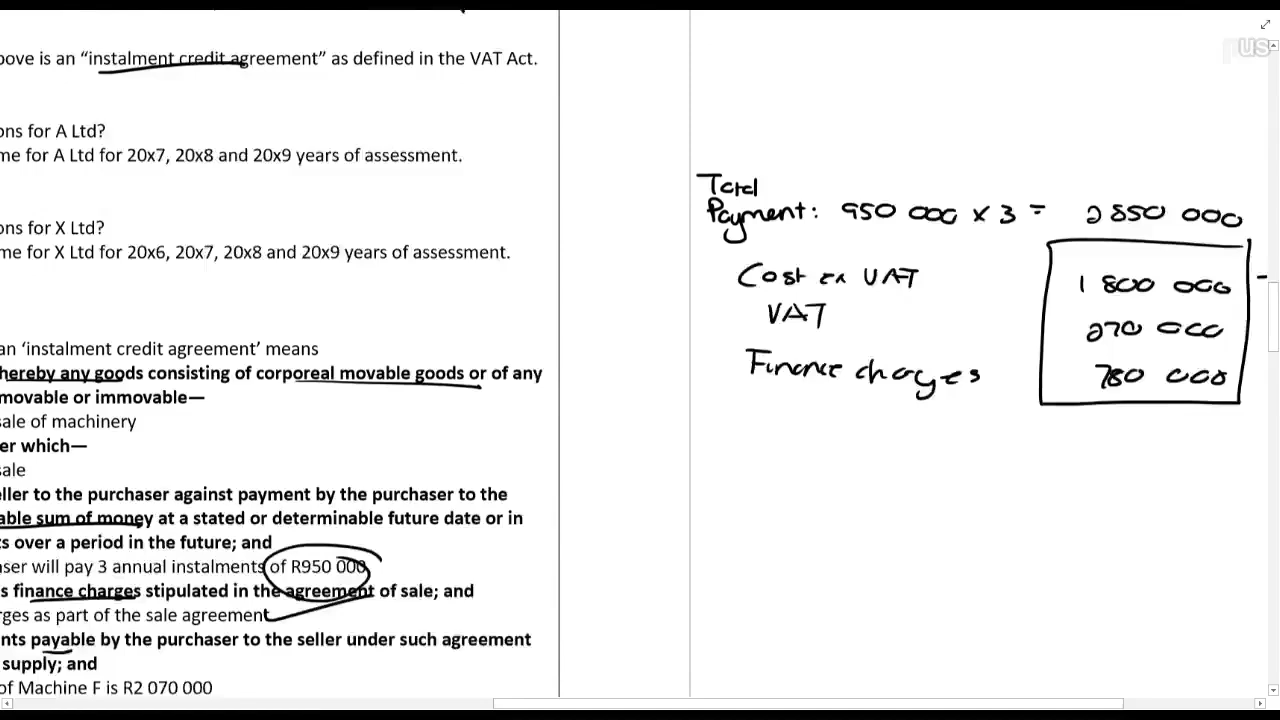 bove is an “instalment credit agreement” as defined in the VAT Act.
ons for A Ltd?
me for A Ltd for 20x7, 20x8 and 20x9 years of assessment.
ons for X Ltd?
me for X Ltd for 20x6, 20x7, 20x8 and 20x9 years of assessment.
an ‘instalment credit agreement’ means
hereby any goods consisting of corporeal movable goods or of any
movable or immovable—
sale of machinery
er which—
sale
eller to the purchaser against payment by the purchaser to the
able sum of money at a stated or determinable future date or in
ts over a period in the future; and
ser will pay 3 annual instalments of R950 000
s finance charges stipulated in the agreement of sale; and
rges as part of the sale agreement
nts payable by the purchaser to the seller under such agreement
supply; and
of Machine F is R2 070 000
us
Total
Payment: 950 000 x 3 = 2 850 000
Cost ex VAT 1 800 000
VAT 270 000
Finance charges 780 000